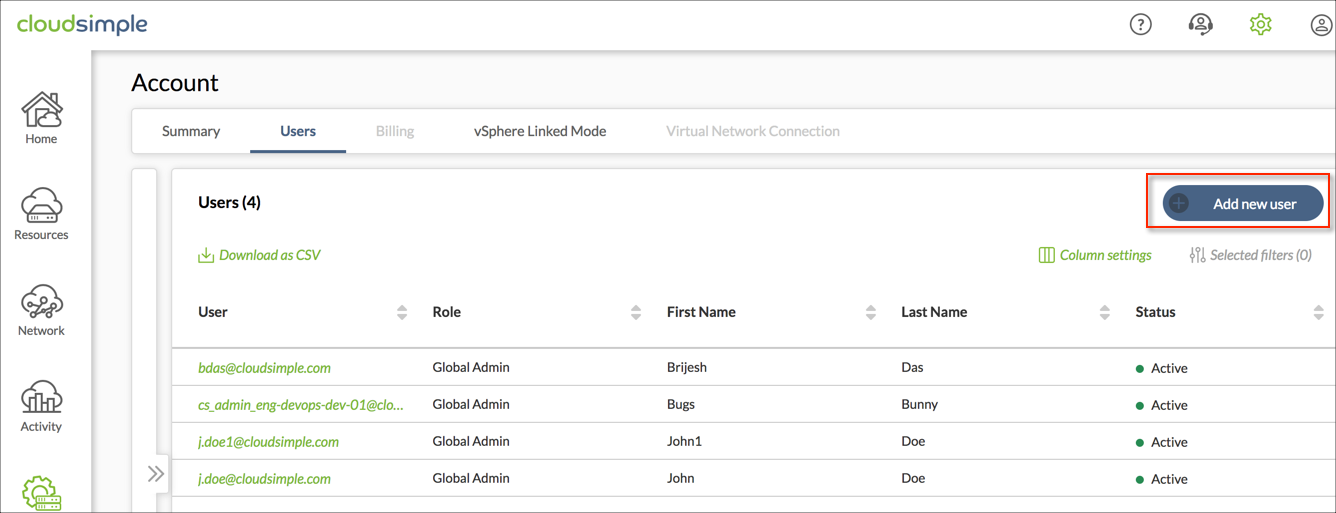 cloudsimple
Account
Home
Resources
Network
Activity
Summary Users Billing vSphere Linked Mode Virtual Network Connection
Users (4) Add new user
Download as CSV Column settings Selected filters (0)
User Role First Name Last Name Status
bdas@cloudsimple.com Global Admin Brijesh Das Active
cs_admin_eng-devops-dev-01@clo... Global Admin Bugs Bunny Active
j.doe1@cloudsimple.com Global Admin John1 Doe Active
j.doe@cloudsimple.com Global Admin John Doe Active